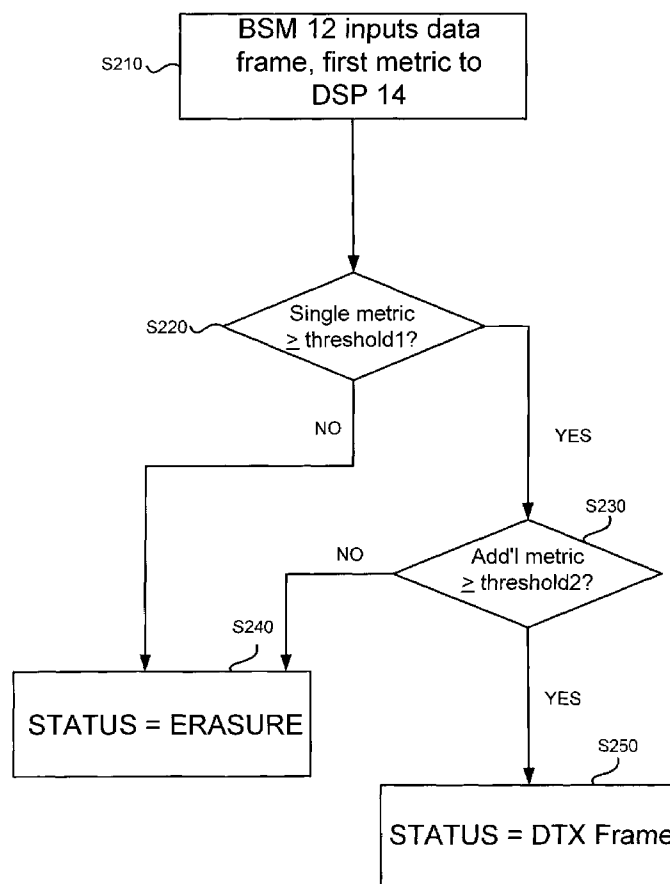 BSM 12 inputs data
frame, first metric to
DSP 14
S210
Single metric
≥ threshold1?
S220
NO
YES
S230
Add'l metric
≥ threshold2?
NO
S240
YES
STATUS = ERASURE
S250
STATUS = DTX Frame